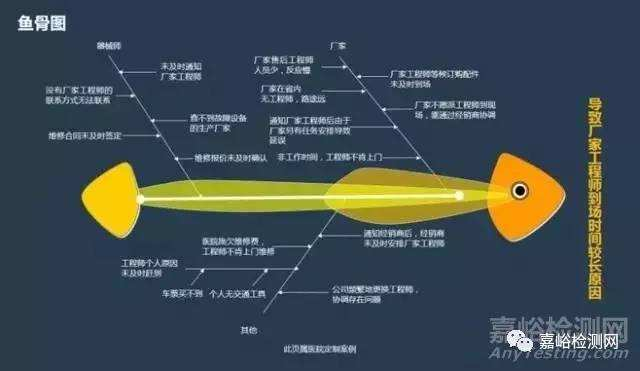 鱼骨图
器械师
未及时通知
厂家工程师
没有厂家工程师的
联系方式无法联系
查不到故障设备
的生产厂家
维修合同未及时签定
维修报价未及时确认
厂家
厂家售后工程师
人员少，反应慢
厂家工程师等候订购配件
未及时到场
厂家在省内
无工程师，路途远
厂家不愿派工程师到现
场，需通过经销商协调
通知厂家工程师后由于
厂家另有任务安排导致
延误
非工作时间，工程师不肯上门
导致厂家工程师到场时间较长原因
医院拖欠维修费，
工程师不肯上门维修
通知经销商后，经销商
未及时安排厂家工程师
工程师个人原因
未及时赶到
车票买不到
个人无交通工具
公司频繁地更换工程师，
协调存在问题
其他
此页属医院定制案例
嘉峪检测网
AnyTesting.com
嘉峪检测网